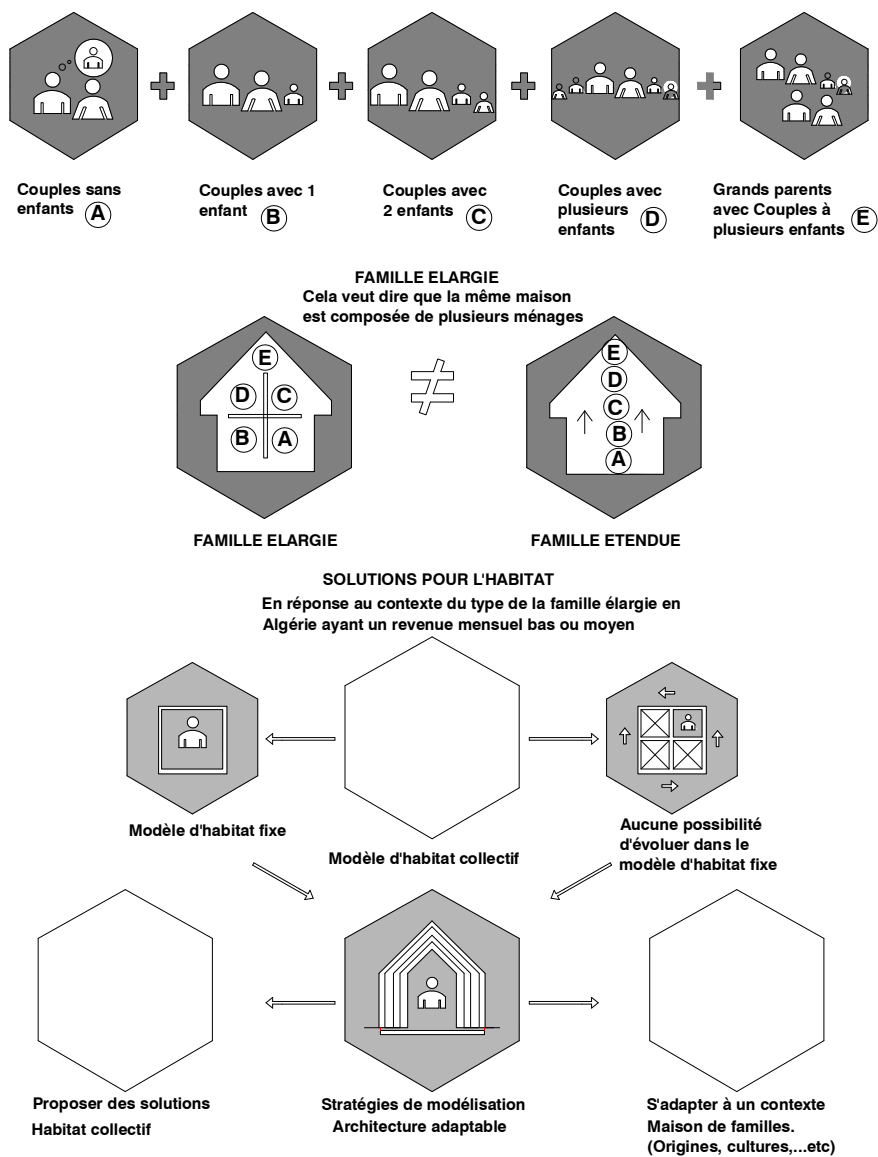 Couples sans
enfants A
Couples avec 1
enfant B
Couples avec
2 enfants C
Couples avec
plusieurs
enfants D
Grands parents
avec Couples à
plusieurs enfants E
FAMILLE ELARGIE
Cela veut dire que la même maison
est composée de plusieurs ménages
E
D C
B A
≠
E
D
C
B
A
FAMILLE ELARGIE
FAMILLE ETENDUE
SOLUTIONS POUR L'HABITAT
En réponse au contexte du type de la famille élargie en
Algérie ayant un revenue mensuel bas ou moyen
Modèle d'habitat fixe
Modèle d'habitat collectif
Aucune possibilité
d'évoluer dans le
modèle d'habitat fixe
Proposer des solutions
Habitat collectif
Stratégies de modélisation
Architecture adaptable
S'adapter à un contexte
Maison de familles.
(Origines, cultures,...etc)